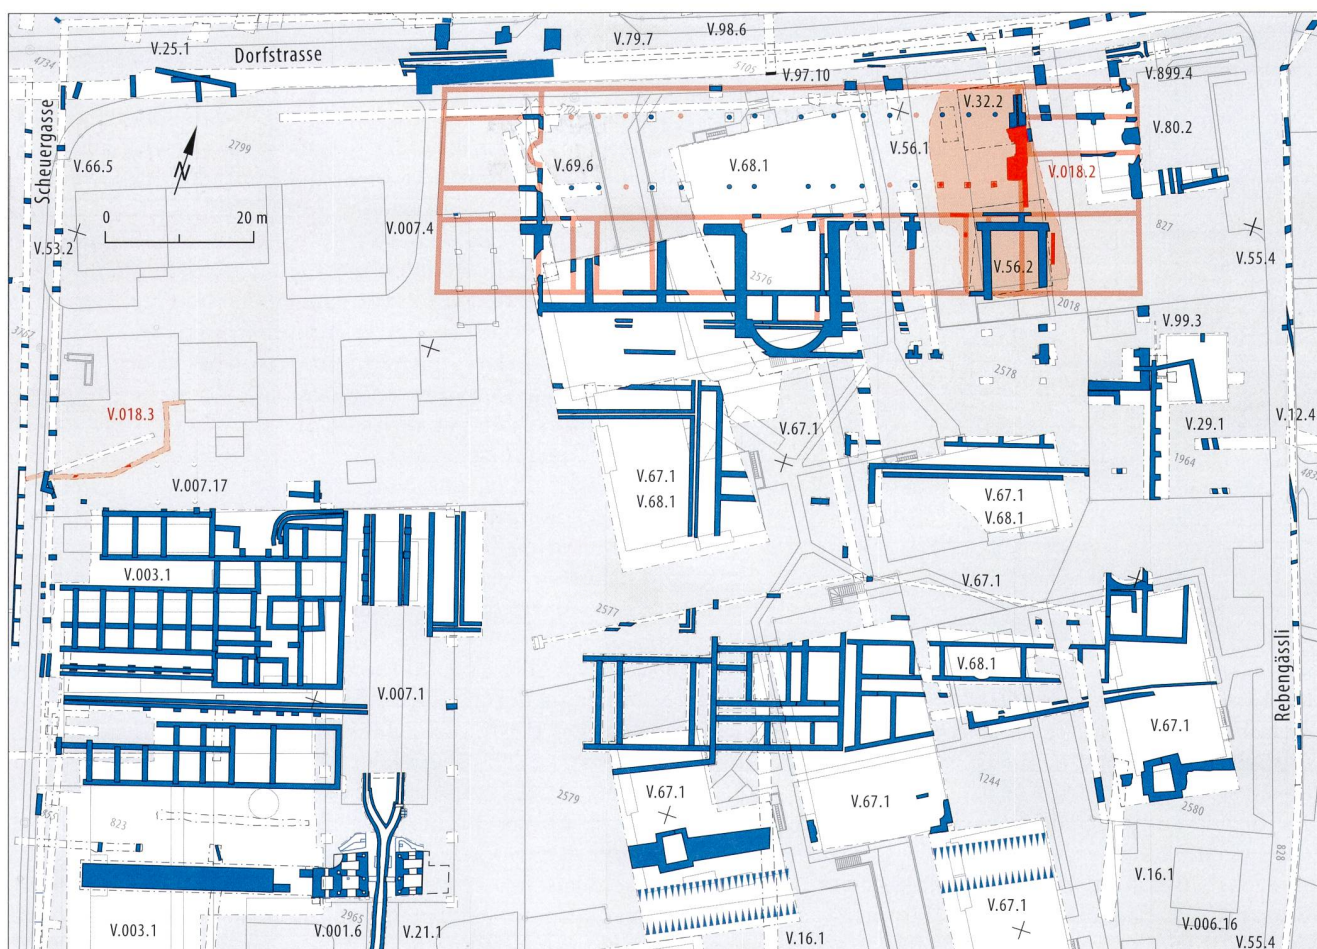 V.25.1
Dorfstrasse
V.79.7
V.98.6
4734
5105
V.97.10
V.899.4
Scheuergasse
V.32.2
V.66.5
2799
V.69.6
V.68.1
V.56.1
V.018.2
V.80.2
N
0 20 m
V.53.2
V.007.4
827
V.55.4
2576
V.56.2
2018
3767
V.99.3
2578
V.018.3
V.67.1
V.29.1
V.12.4
1964
V.007.17
V.67.1
V.68.1
V.67.1
V.68.1
V.003.1
V.67.1
2577
V.68.1
V.007.1
Rebengässli
V.67.1
2579
V.67.1
V.67.1
1244
2580
823
828
V.16.1
2965
V.003.1
V.001.6
V.21.1
V.16.1
V.67.1
V.006.16
V.55.4